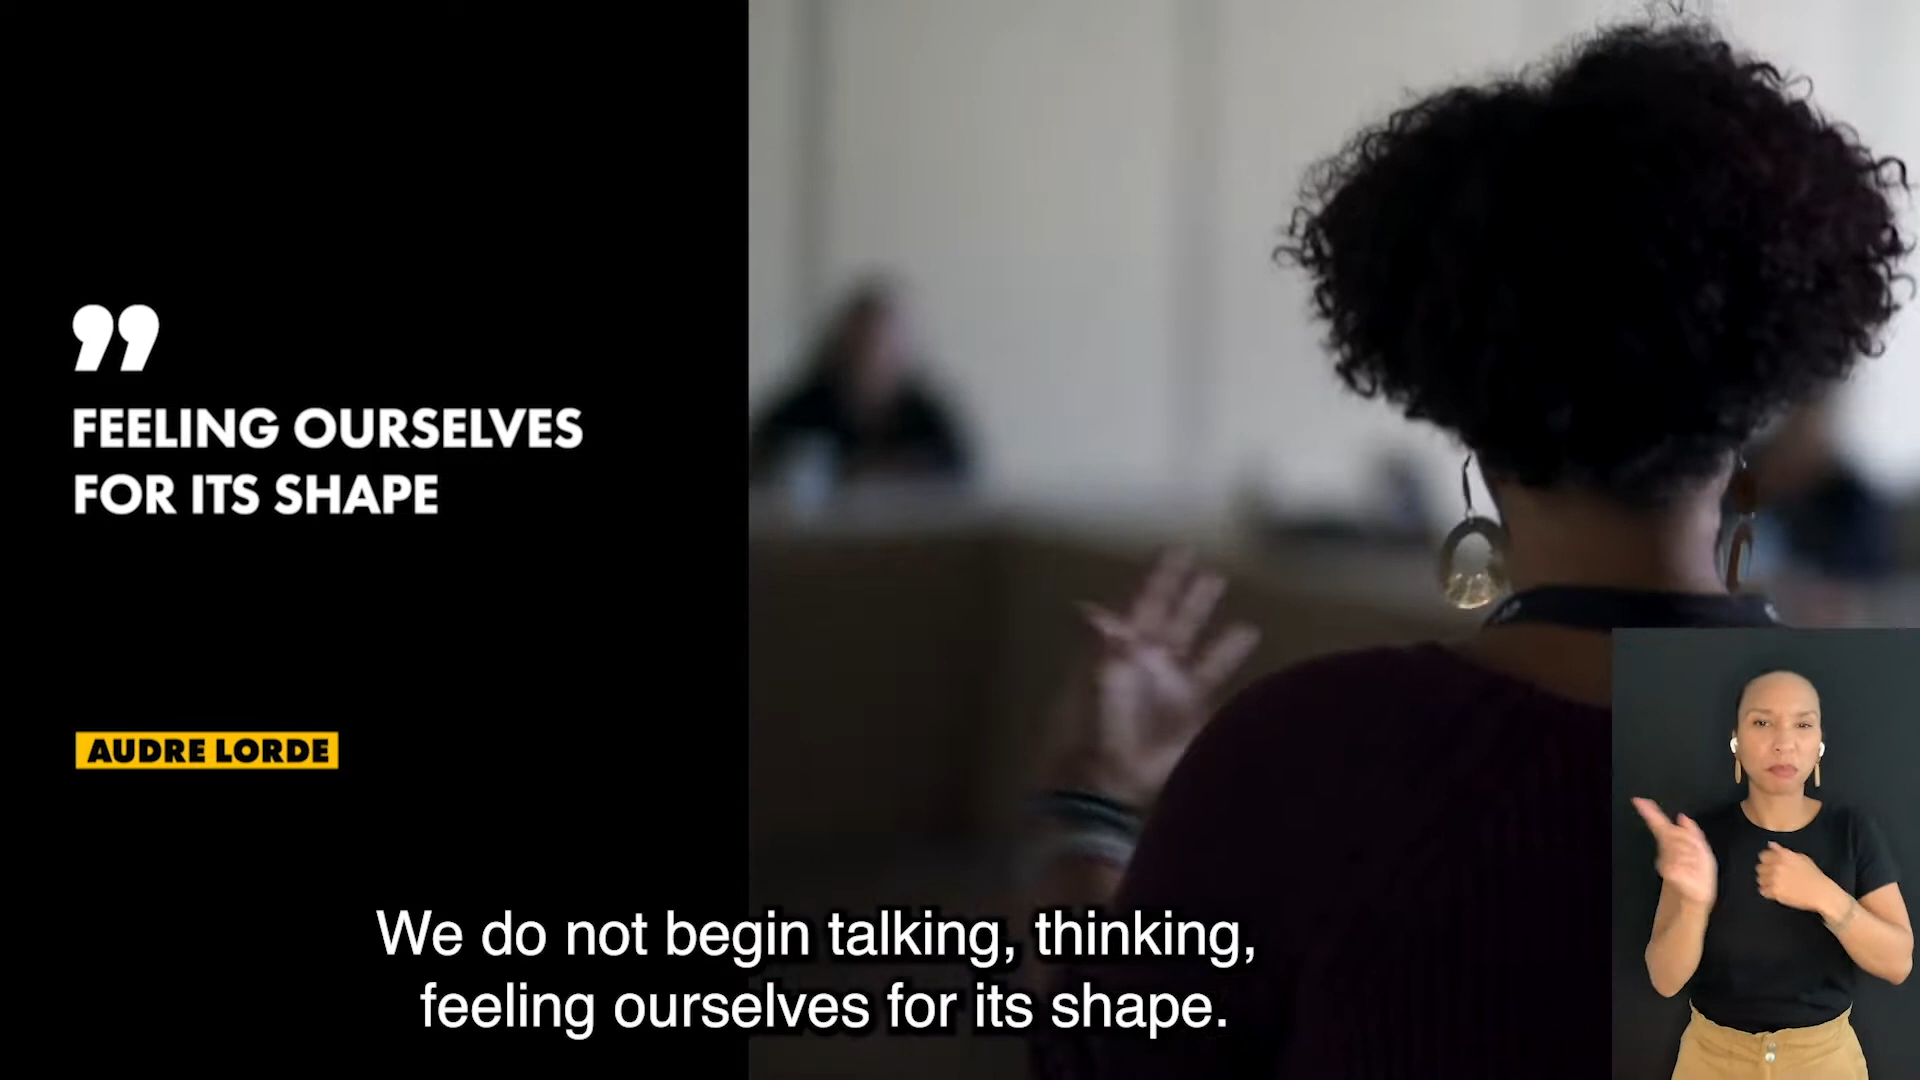 ”
FEELING OURSELVES
FOR ITS SHAPE
AUDRE LORDE
We do not begin talking, thinking,
feeling ourselves for its shape.